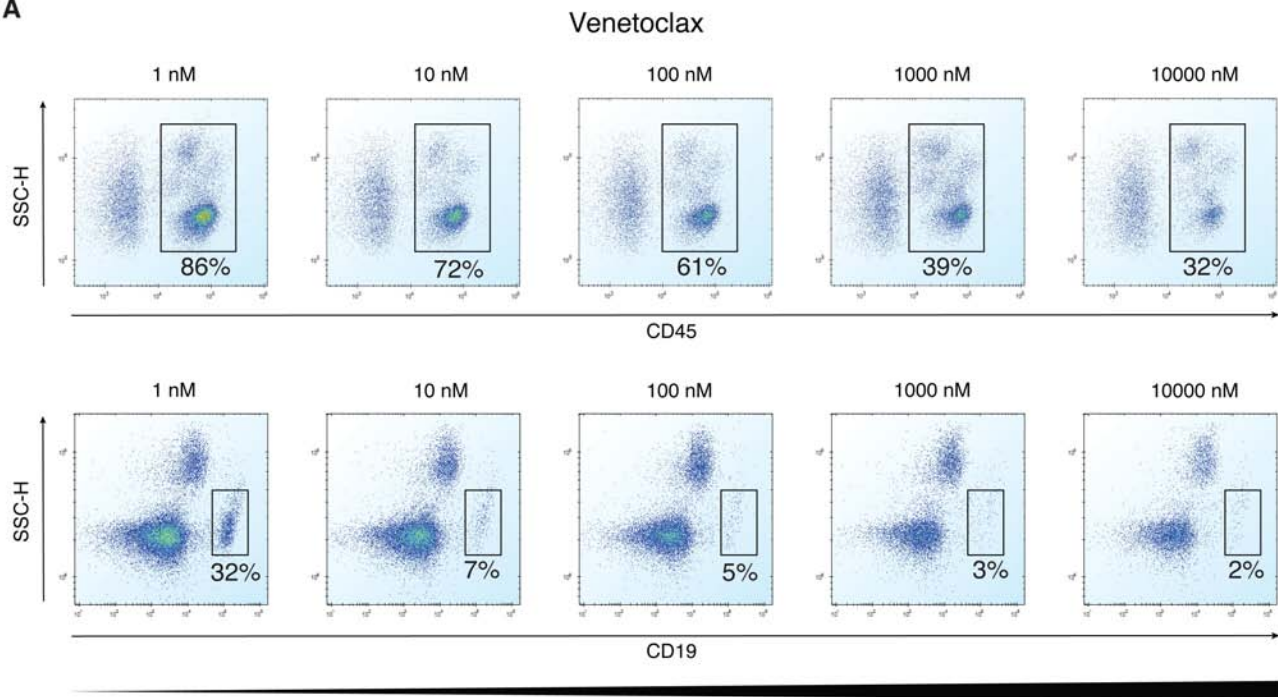 A
Venetoclax
1 nM 10 nM 100 nM 1000 nM 10000 nM
SSC-H
86% 72% 61% 39% 32%
CD45
1 nM 10 nM 100 nM 1000 nM 10000 nM
SSC-H
32% 7% 5% 3% 2%
CD19